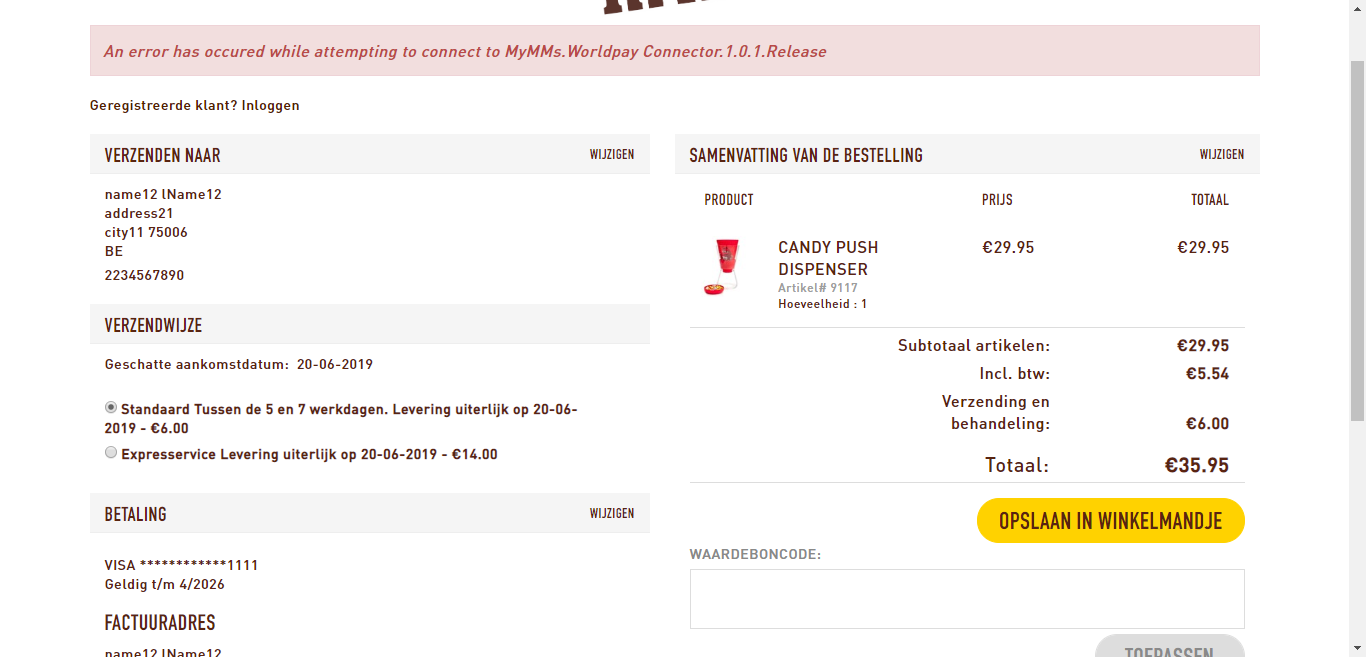 An error has occured while attempting to connect to MyMMs.Worldpay Connector.1.0.1.Release
Geregistreerde klant? Inloggen
VERZENDEN NAAR WIJZIGEN
name12 lName12
address21
city11 75006
BE
2234567890
VERZENDWIJZE
Geschatte aankomstdatum: 20-06-2019
Standaard Tussen de 5 en 7 werkdagen. Levering uiterlijk op 20-06-
2019 - €6.00
Expresservice Levering uiterlijk op 20-06-2019 - €14.00
BETALING WIJZIGEN
VISA ************1111
Geldig t/m 4/2026
FACTUURADRES
name12 lName12
SAMENVATTING VAN DE BESTELLING WIJZIGEN
PRODUCT PRIJS TOTAAL
CANDY PUSH €29.95 €29.95
DISPENSER
Artikel# 9117
Hoeveelheid : 1
Subtotaal artikelen: €29.95
Incl. btw: €5.54
Verzending en
behandeling: €6.00
Totaal: €35.95
OPSLAAN IN WINKELMANDJE
WAARDEBONCODE:
TOEPASSEN